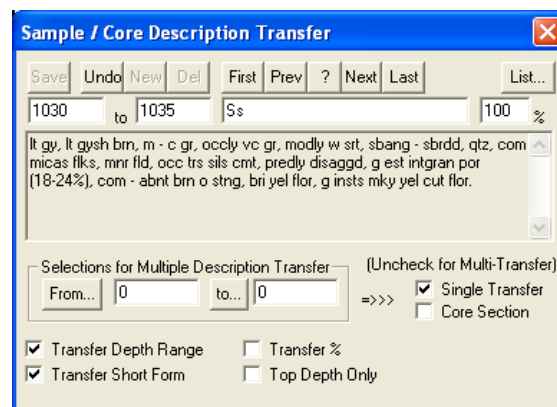 Sample / Core Description Transfer
Save Undo New Del First Prev ? Next Last List...
1030 to 1035 Ss 100 %
lt gy, lt gysh brn, m - c gr, occly vc gr, modly w srt, sbang - sbrdd, qtz, com
micas flks, mnr fld, occ trs sils cmt, predly disaggd, g est intgran por
(18-24%), com - abnt brn o stng, bri yel flor, g insts mky yel cut flor.
Selections for Multiple Description Transfer (Uncheck for Multi-Transfer)
From... 0 to... 0 =>>> Single Transfer
Core Section
Transfer Depth Range Transfer %
Transfer Short Form Top Depth Only